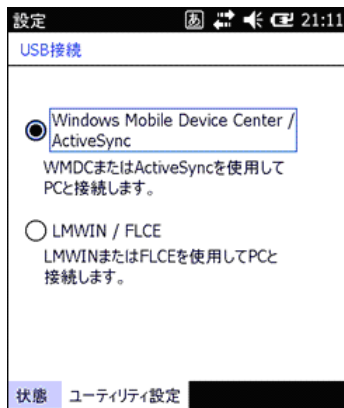 設定 あ 21:11
USB接続
Windows Mobile Device Center /
ActiveSync
WMDCまたはActiveSyncを使用して
PCと接続します。
LMWIN / FLCE
LMWINまたはFLCEを使用してPCと
接続します。
状態 ユーティリティ設定